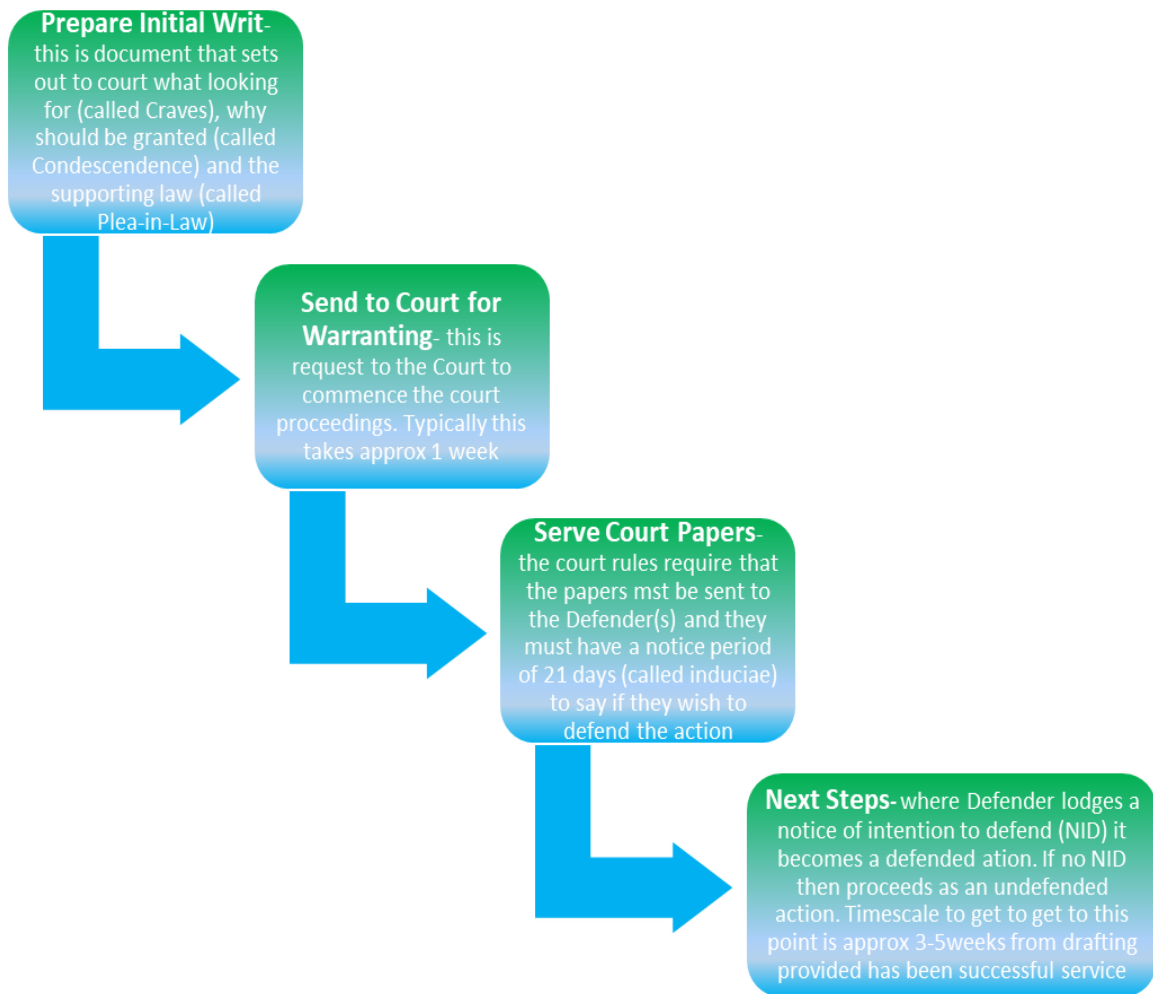 Prepare Initial Writ-
this is document that sets
out to court what looking
for (called Craves), why
should be granted (called
Condescendence) and the
supporting law (called
Plea-in-Law)
Send to Court for
Warranting- this is
request to the Court to
commence the court
proceedings. Typically this
takes approx 1 week
Serve Court Papers-
the court rules require that
the papers mst be sent to
the Defender(s) and they
must have a notice period
of 21 days (called induciae)
to say if they wish to
defend the action
Next Steps- where Defender lodges a
notice of intention to defend (NID) it
becomes a defended ation. If no NID
then proceeds as an undefended
action. Timescale to get to get to this
point is approx 3-5weeks from drafting
provided has been successful service